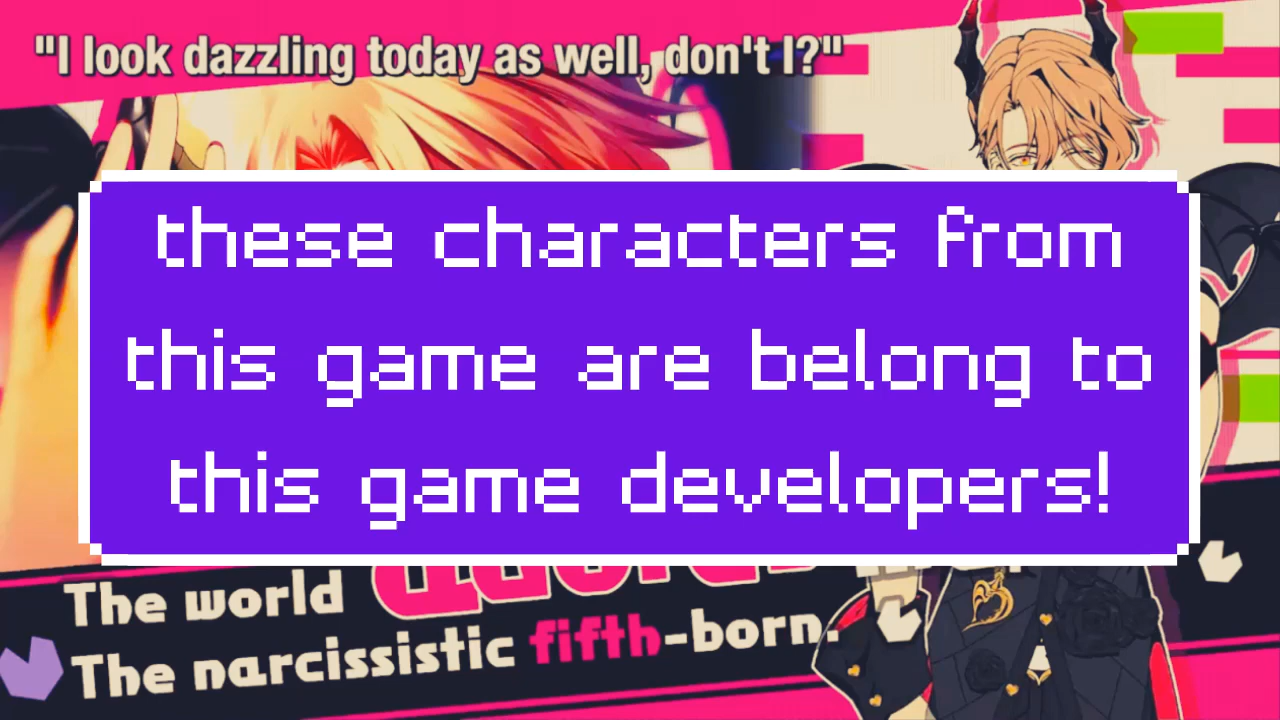 "I look dazzling today as well, don't I?"
these characters from
this game are belong to
this game developers!
The world
The narcissistic fifth-born.